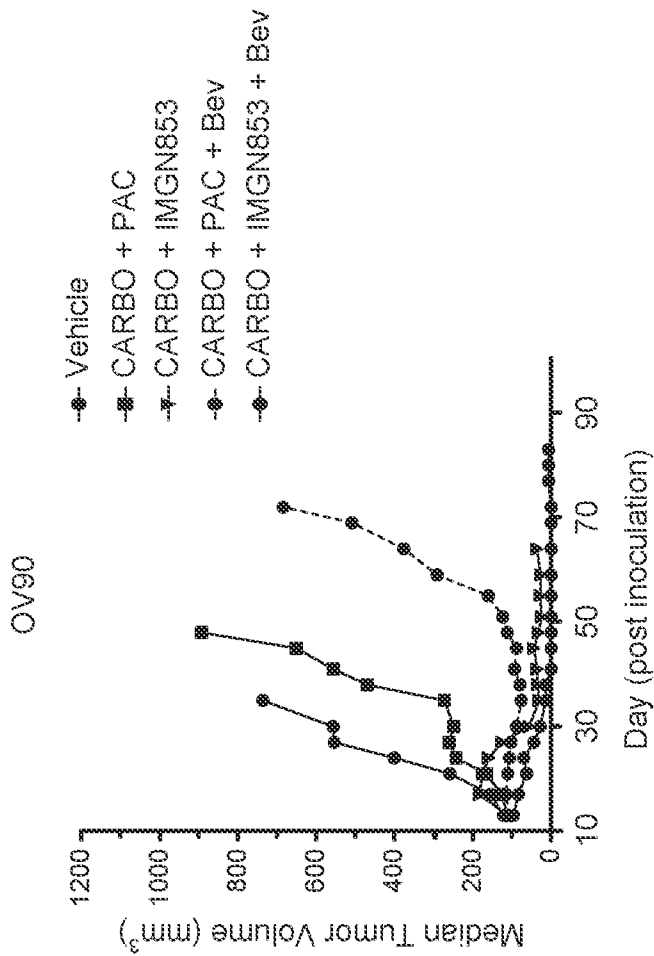 OV90
Vehicle
CARBO + PAC
CARBO + IMGN853
CARBO + PAC + Bev
CARBO + IMGN853 + Bev
Median Tumor Volume (mm³)
1200
1000
800
600
400
200
0
10
30
50
70
90
Day (post inoculation)